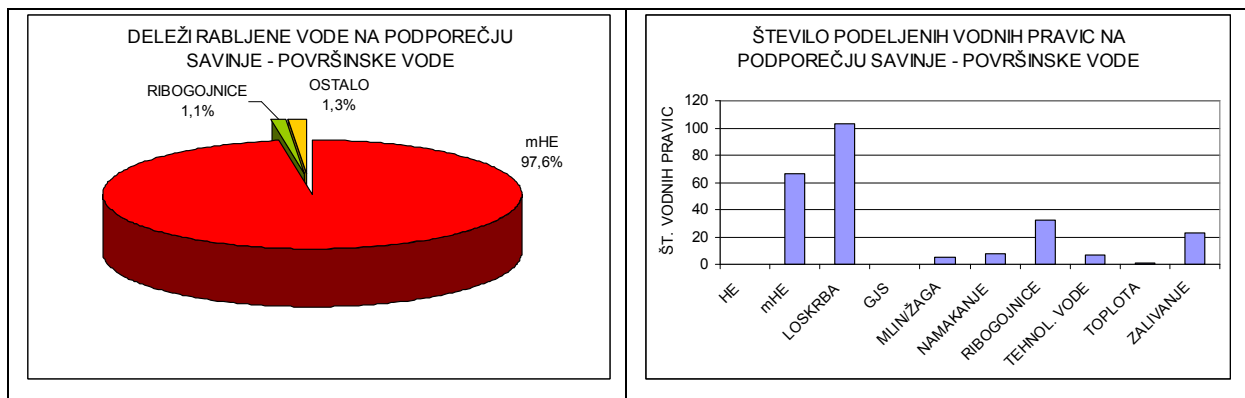 DELEŽI RABLJENE VODE NA PODPOREČJU
SAVINJE - POVRŠINSKE VODE
RIBOGOJNICE
1,1%
OSTALO
1,3%
mHE
97,6%
ŠTEVILO PODELJENIH VODNIH PRAVIC NA
PODPOREČJU SAVINJE - POVRŠINSKE VODE
ŠT. VODNIH PRAVIC
120
100
80
60
40
20
0
HE
mHE
LOSKRBA
GJS
MLIN/ŽAGA
NAMAKANJE
RIBOGOJNICE
TEHNOL. VODE
TOPLOTA
ZALIVANJE